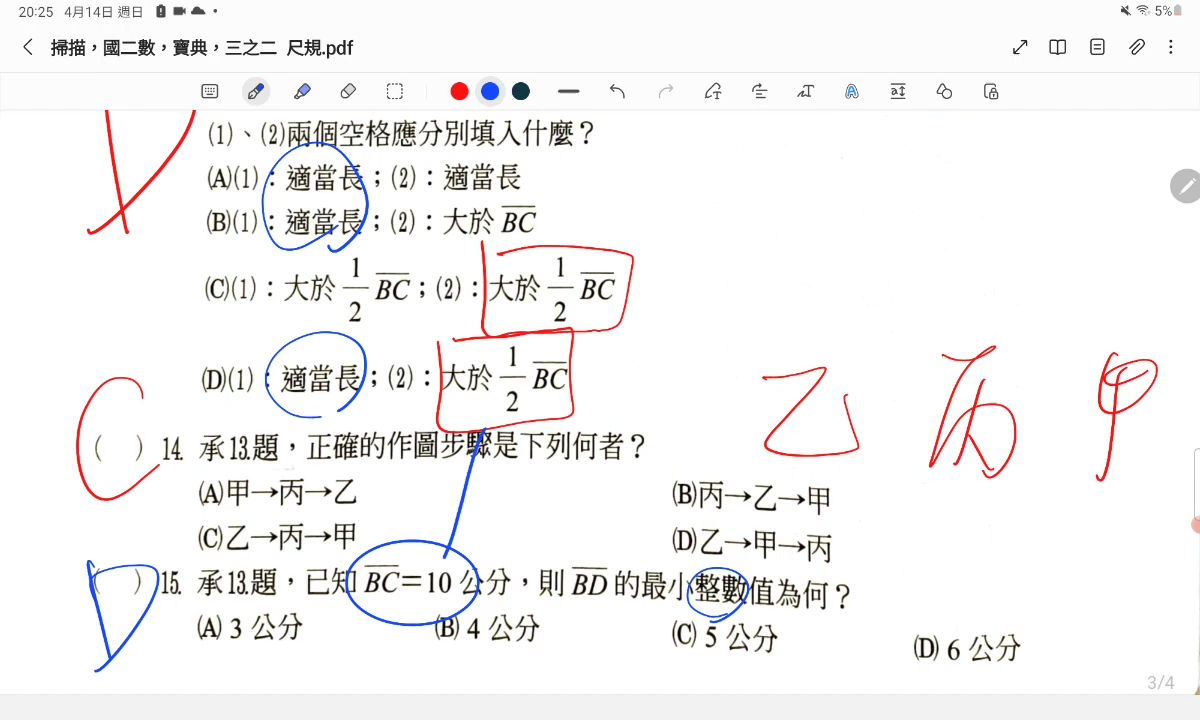 20:25 4月14日 週日 5%
掃描，國二數，寶典，三之二 尺規.pdf
(1)、(2)兩個空格應分別填入什麼？
(A)(1)：適當長；(2)：適當長
(B)(1)：適當長；(2)：大於 BC
(C)(1)：大於 1/2 BC；(2)：大於 1/2 BC
(D)(1)：適當長；(2)：大於 1/2 BC
乙 丙 甲
C ( ) 14. 承13.題，正確的作圖步驟是下列何者？
(A)甲→丙→乙 (B)丙→乙→甲
(C)乙→丙→甲 (D)乙→甲→丙
D ( ) 15. 承13.題，已知 BC=10 公分，則 BD 的最小整數值為何？
(A) 3 公分 (B) 4 公分 (C) 5 公分 (D) 6 公分
3/4